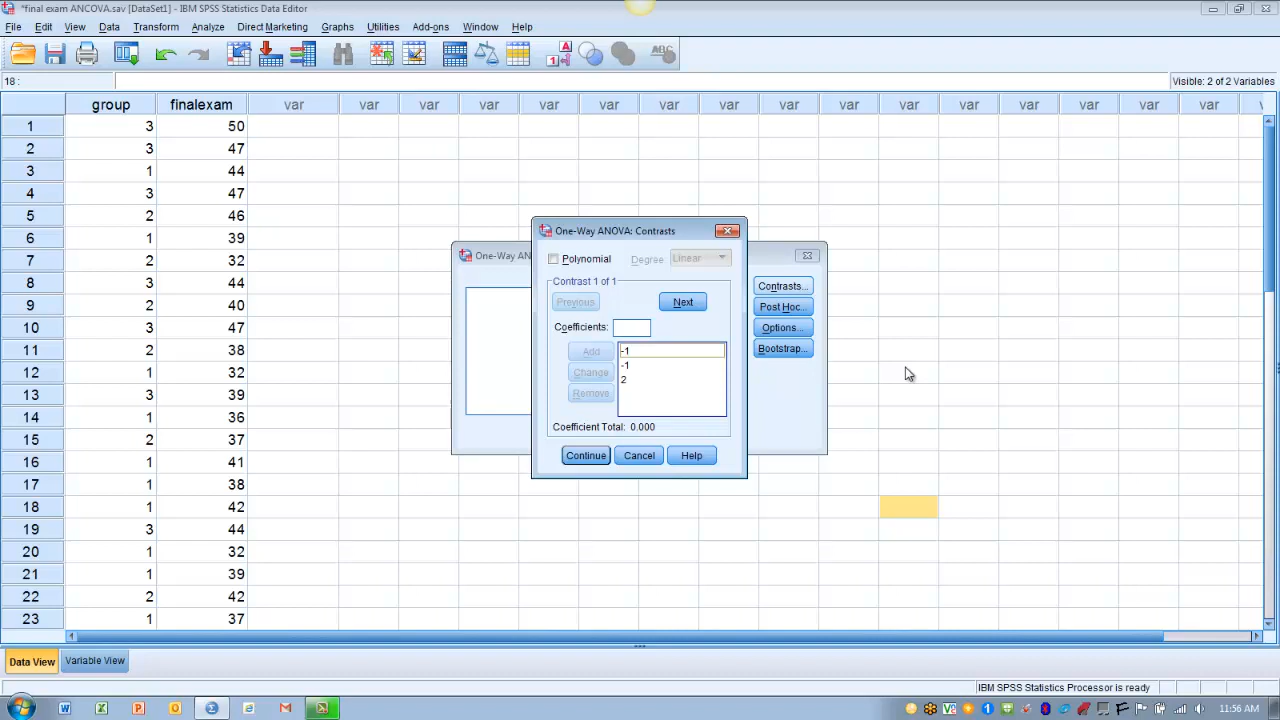 *final exam ANCOVA.sav [DataSet1] - IBM SPSS Statistics Data Editor
File Edit View Data Transform Analyze Direct Marketing Graphs Utilities Add-ons Window Help
18 :
Visible: 2 of 2 Variables
group finalexam var var var var var var var var var var var var var var var var
1 3 50
2 3 47
3 1 44
4 3 47
5 2 46
6 1 39
7 2 32
8 3 44
9 2 40
10 3 47
11 2 38
12 1 32
13 3 39
14 1 36
15 2 37
16 1 41
17 1 38
18 1 42
19 3 44
20 1 32
21 1 39
22 2 42
23 1 37
One-Way AN
Contrasts...
Post Hoc...
Options...
Bootstrap...
One-Way ANOVA: Contrasts
Polynomial Degree Linear
Contrast 1 of 1
Previous Next
Coefficients:
Add
Change
Remove
-1
-1
2
Coefficient Total: 0.000
Continue Cancel Help
Data View Variable View
IBM SPSS Statistics Processor is ready
11:56 AM